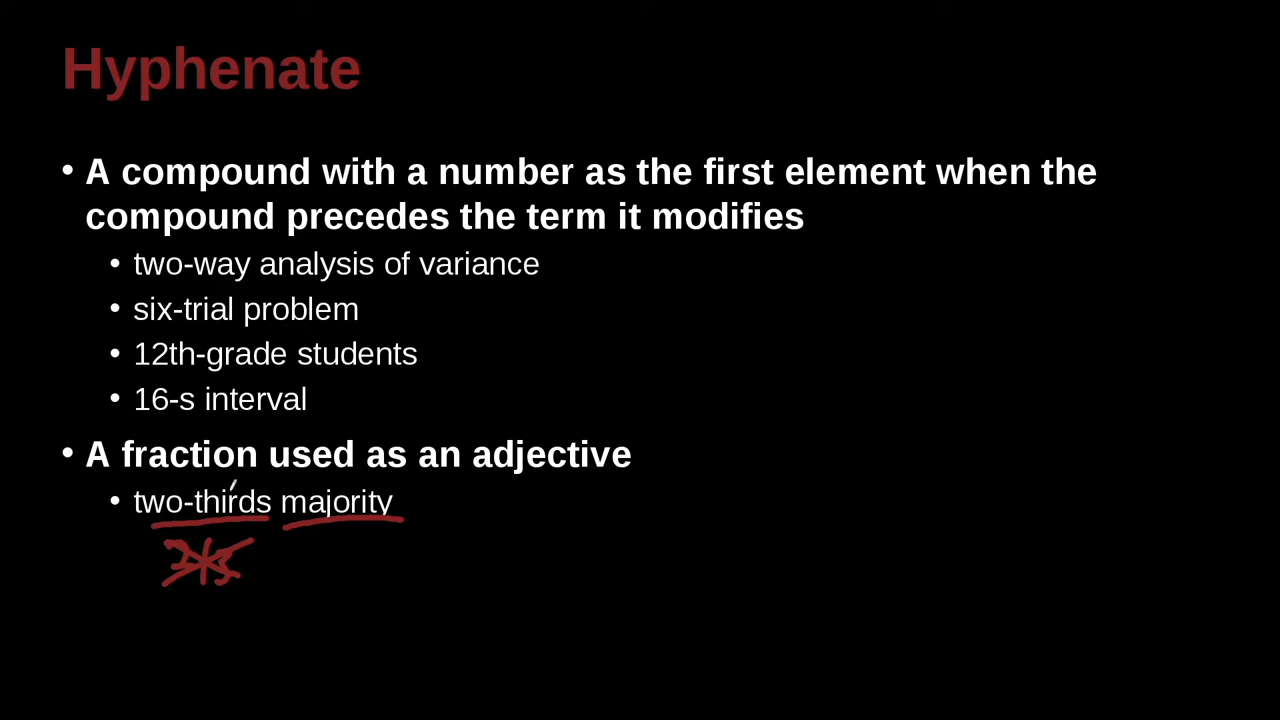 Hyphenate
• A compound with a number as the first element when the
compound precedes the term it modifies
• two-way analysis of variance
• six-trial problem
• 12th-grade students
• 16-s interval
• A fraction used as an adjective
• two-thirds majority